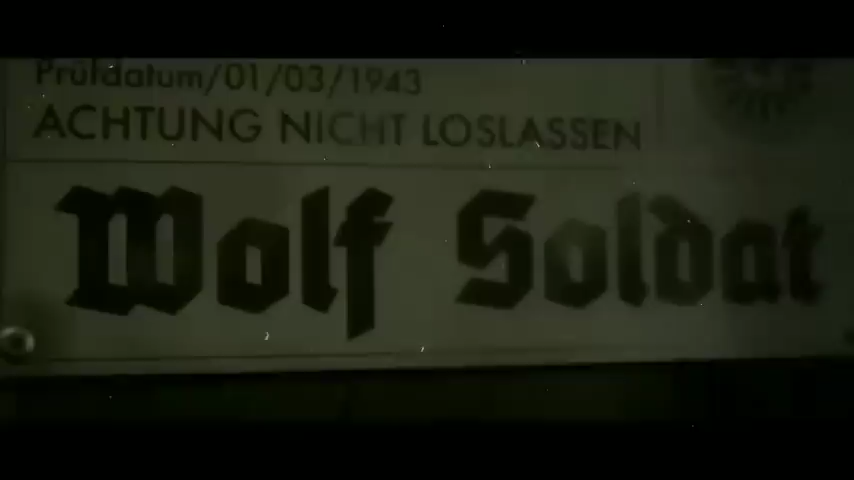 Prüfdatum/01/03/1943
ACHTUNG NICHT LOSLASSEN
Wolf Soldat